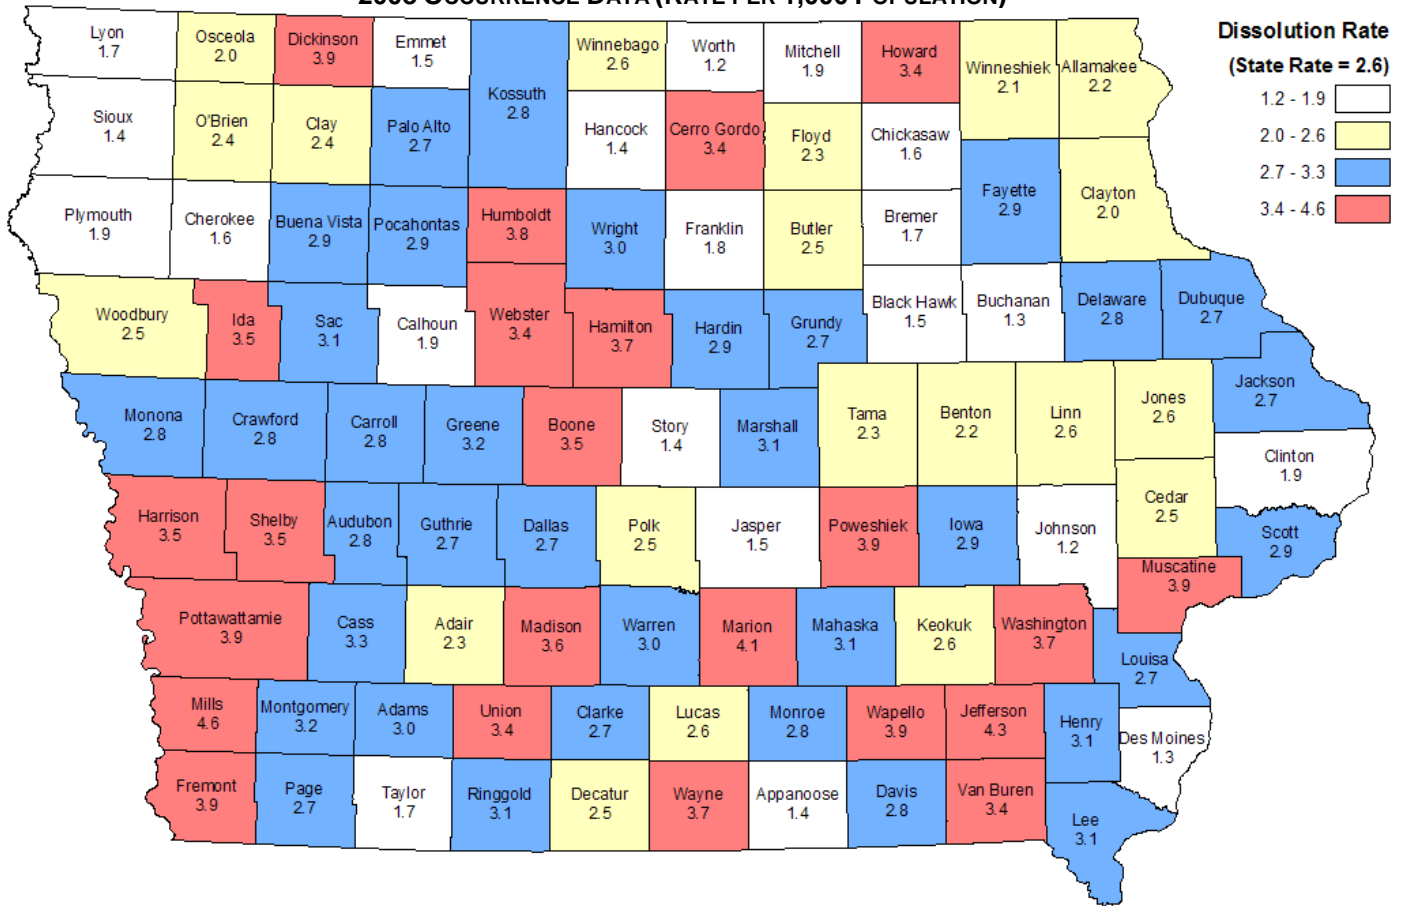 2008 OCCURRENCE DATA (RATE PER 1,000 POPULATION)
Dissolution Rate
(State Rate = 2.6)
1.2 - 1.9
2.0 - 2.6
2.7 - 3.3
3.4 - 4.6
Lyon
1.7
Osceola
2.0
Dickinson
3.9
Emmet
1.5
Kossuth
2.8
Winnebago
2.6
Worth
1.2
Mitchell
1.9
Howard
3.4
Winneshiek
2.1
Allamakee
2.2
Sioux
1.4
O'Brien
2.4
Clay
2.4
Palo Alto
2.7
Hancock
1.4
Cerro Gordo
3.4
Floyd
2.3
Chickasaw
1.6
Fayette
2.9
Clayton
2.0
Plymouth
1.9
Cherokee
1.6
Buena Vista
2.9
Pocahontas
2.9
Humboldt
3.8
Wright
3.0
Franklin
1.8
Butler
2.5
Bremer
1.7
Woodbury
2.5
Ida
3.5
Sac
3.1
Calhoun
1.9
Webster
3.4
Hamilton
3.7
Hardin
2.9
Grundy
2.7
Black Hawk
1.5
Buchanan
1.3
Delaware
2.8
Dubuque
2.7
Monona
2.8
Crawford
2.8
Carroll
2.8
Greene
3.2
Boone
3.5
Story
1.4
Marshall
3.1
Tama
2.3
Benton
2.2
Linn
2.6
Jones
2.6
Jackson
2.7
Clinton
1.9
Harrison
3.5
Shelby
3.5
Audubon
2.8
Guthrie
2.7
Dallas
2.7
Polk
2.5
Jasper
1.5
Poweshiek
3.9
Iowa
2.9
Johnson
1.2
Cedar
2.5
Scott
2.9
Muscatine
3.9
Pottawattamie
3.9
Cass
3.3
Adair
2.3
Madison
3.6
Warren
3.0
Marion
4.1
Mahaska
3.1
Keokuk
2.6
Washington
3.7
Louisa
2.7
Mills
4.6
Montgomery
3.2
Adams
3.0
Union
3.4
Clarke
2.7
Lucas
2.6
Monroe
2.8
Wapello
3.9
Jefferson
4.3
Henry
3.1
Des Moines
1.3
Fremont
3.9
Page
2.7
Taylor
1.7
Ringgold
3.1
Decatur
2.5
Wayne
3.7
Appanoose
1.4
Davis
2.8
Van Buren
3.4
Lee
3.1